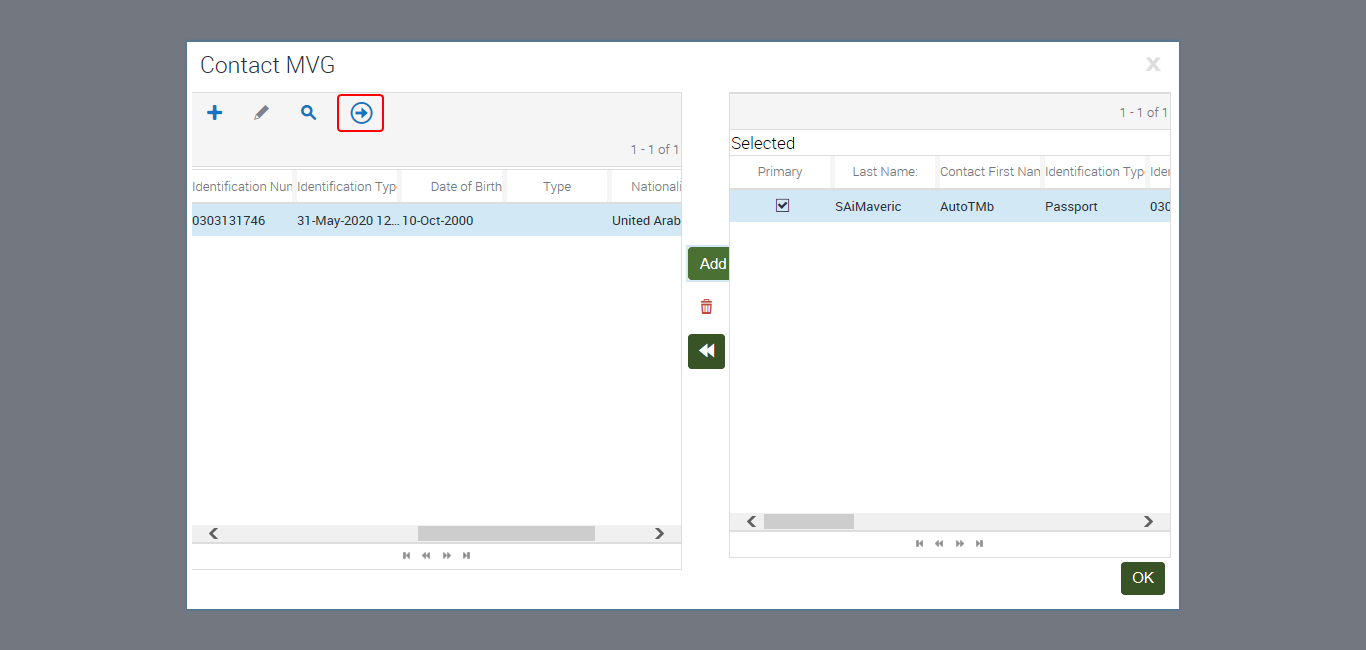 Contact MVG
X
1 - 1 of 1
Identification Nun Identification Typ Date of Birth Type Nationali
0303131746 31-May-2020 12... 10-Oct-2000 United Arab
Add
1 - 1 of 1
Selected
Primary Last Name: Contact First Nan Identification Typ Iden
SAiMaveric AutoTMb Passport 030
OK